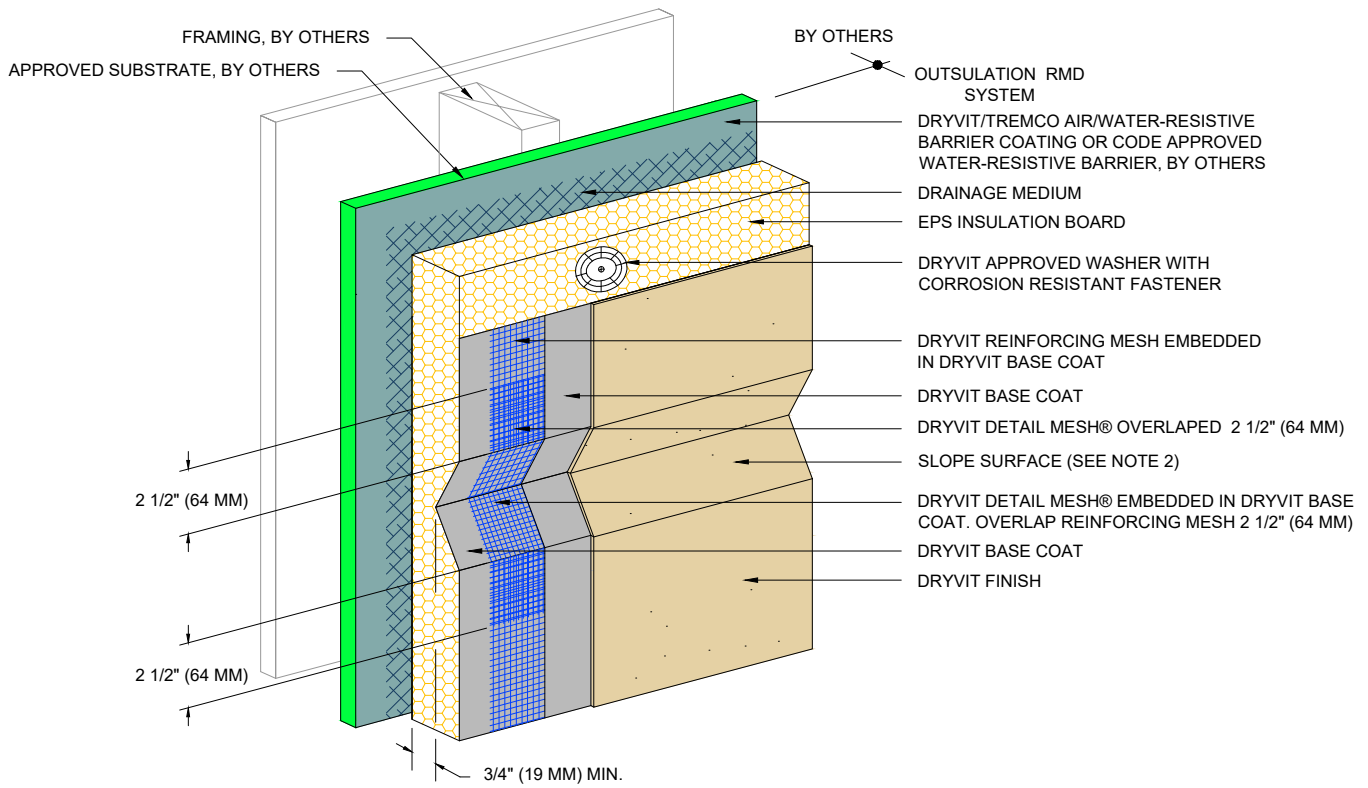 FRAMING, BY OTHERS
APPROVED SUBSTRATE, BY OTHERS
BY OTHERS
OUTSULATION RMD
SYSTEM
DRYVIT/TREMCO AIR/WATER-RESISTIVE
BARRIER COATING OR CODE APPROVED
WATER-RESISTIVE BARRIER, BY OTHERS
DRAINAGE MEDIUM
EPS INSULATION BOARD
DRYVIT APPROVED WASHER WITH
CORROSION RESISTANT FASTENER
DRYVIT REINFORCING MESH EMBEDDED
IN DRYVIT BASE COAT
DRYVIT BASE COAT
DRYVIT DETAIL MESH® OVERLAPED 2 1/2" (64 MM)
SLOPE SURFACE (SEE NOTE 2)
DRYVIT DETAIL MESH® EMBEDDED IN DRYVIT BASE
COAT. OVERLAP REINFORCING MESH 2 1/2" (64 MM)
DRYVIT BASE COAT
DRYVIT FINISH
2 1/2" (64 MM)
2 1/2" (64 MM)
3/4" (19 MM) MIN.